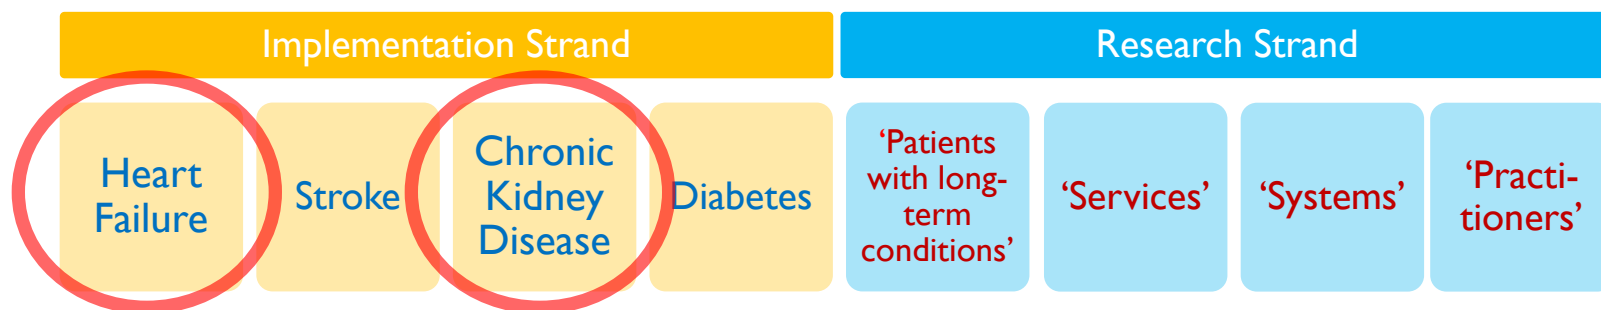 Implementation Strand
Research Strand
Heart
Failure
Stroke
Chronic
Kidney
Disease
Diabetes
‘Patients
with long-
term
conditions’
‘Services’
‘Systems’
‘Practi-
tioners’